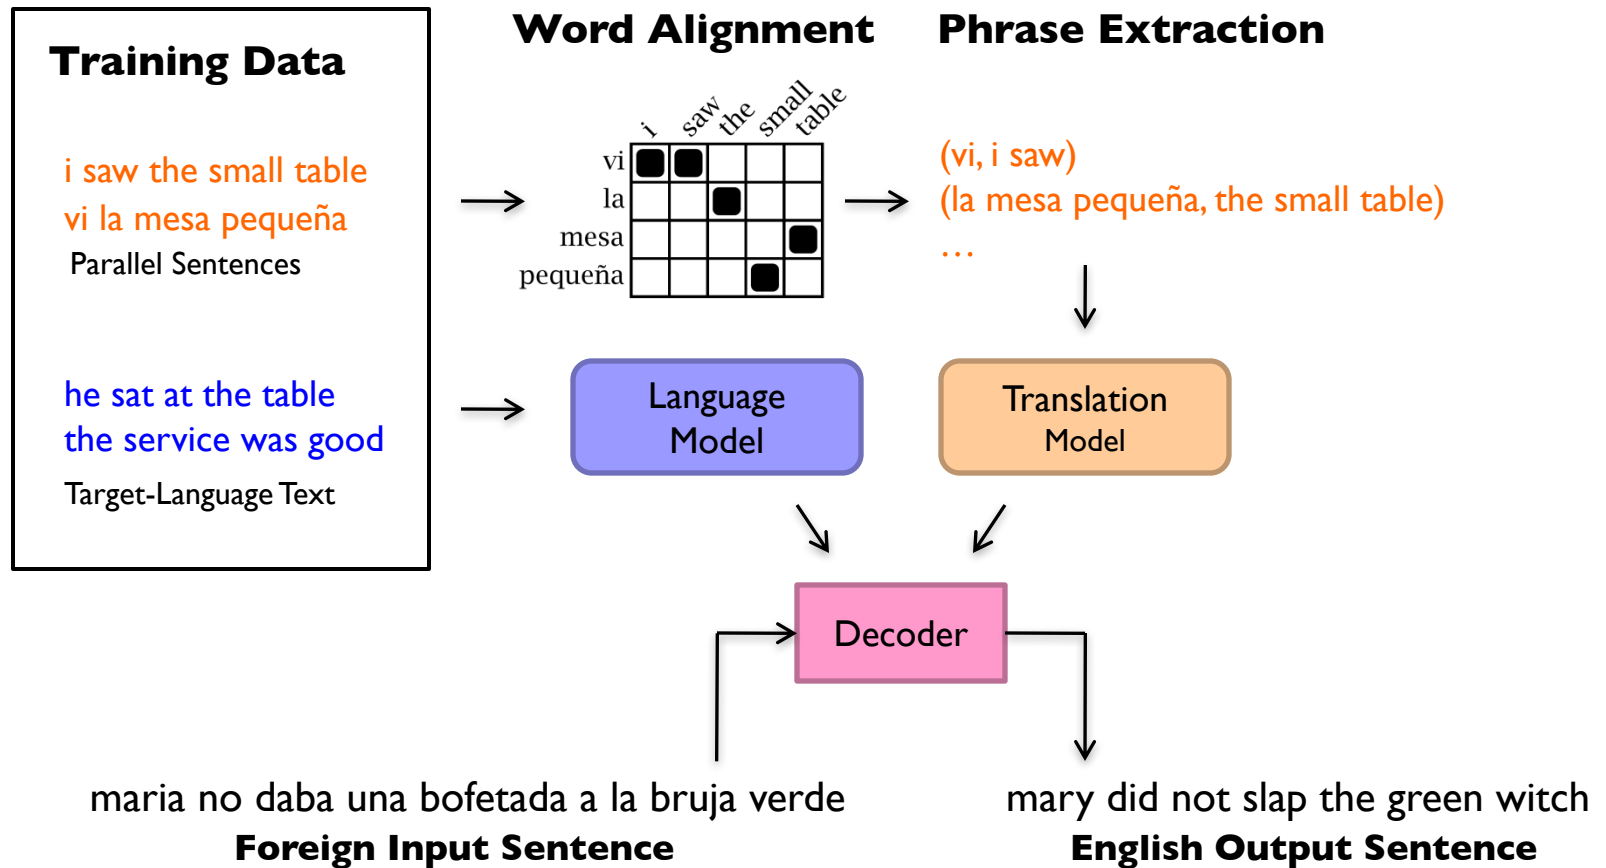 Training Data
i saw the small table
vi la mesa pequeña
Parallel Sentences
he sat at the table
the service was good
Target-Language Text
Word Alignment
i saw the small table
vi
la
mesa
pequeña
Phrase Extraction
(vi, i saw)
(la mesa pequeña, the small table)
…
Language
Model
Translation
Model
Decoder
maria no daba una bofetada a la bruja verde
Foreign Input Sentence
mary did not slap the green witch
English Output Sentence